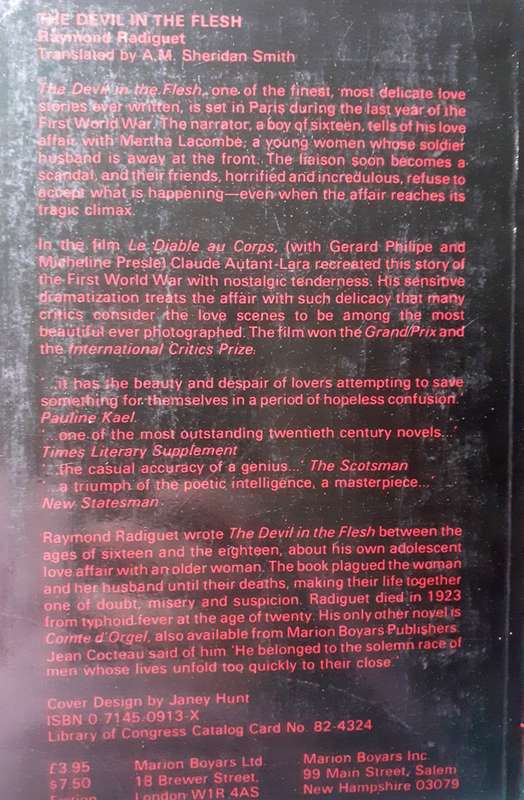 THE DEVIL IN THE FLESH
Raymond Radiguet
Translated by A.M. Sheridan Smith
The Devil in the Flesh, one of the finest, most delicate love
stories ever written, is set in Paris during the last year of the
First World War. The narrator, a boy of sixteen, tells of his love
affair with Martha Lacombe, a young women whose soldier
husband is away at the front. The liaison soon becomes a
scandal, and their friends, horrified and incredulous, refuse to
accept what is happening—even when the affair reaches its
tragic climax.
In the film Le Diable au Corps, (with Gerard Philipe and
Micheline Presle) Claude Autant-Lara recreated this story of
the First World War with nostalgic tenderness. His sensitive
dramatization treats the affair with such delicacy that many
critics consider the love scenes to be among the most
beautiful ever photographed. The film won the Grand Prix and
the International Critics Prize.
'...it has the beauty and despair of lovers attempting to save
something for themselves in a period of hopeless confusion.'
Pauline Kael.
'...one of the most outstanding twentieth century novels...'
Times Literary Supplement
'...the casual accuracy of a genius...' The Scotsman
'...a triumph of the poetic intelligence, a masterpiece...'
New Statesman
Raymond Radiguet wrote The Devil in the Flesh between the
ages of sixteen and the eighteen, about his own adolescent
love affair with an older woman. The book plagued the woman
and her husband until their deaths, making their life together
one of doubt, misery and suspicion. Radiguet died in 1923
from typhoid fever at the age of twenty. His only other novel is
Comte d'Orgel, also available from Marion Boyars Publishers.
Jean Cocteau said of him 'He belonged to the solemn race of
men whose lives unfold too quickly to their close.'
Cover Design by Janey Hunt
ISBN 0-7145-0913-X
Library of Congress Catalog Card No. 82-4324
£3.95 Marion Boyars Ltd. Marion Boyars Inc.
$7.50 18 Brewer Street, 99 Main Street, Salem
Fiction London W1R 4AS New Hampshire 03079